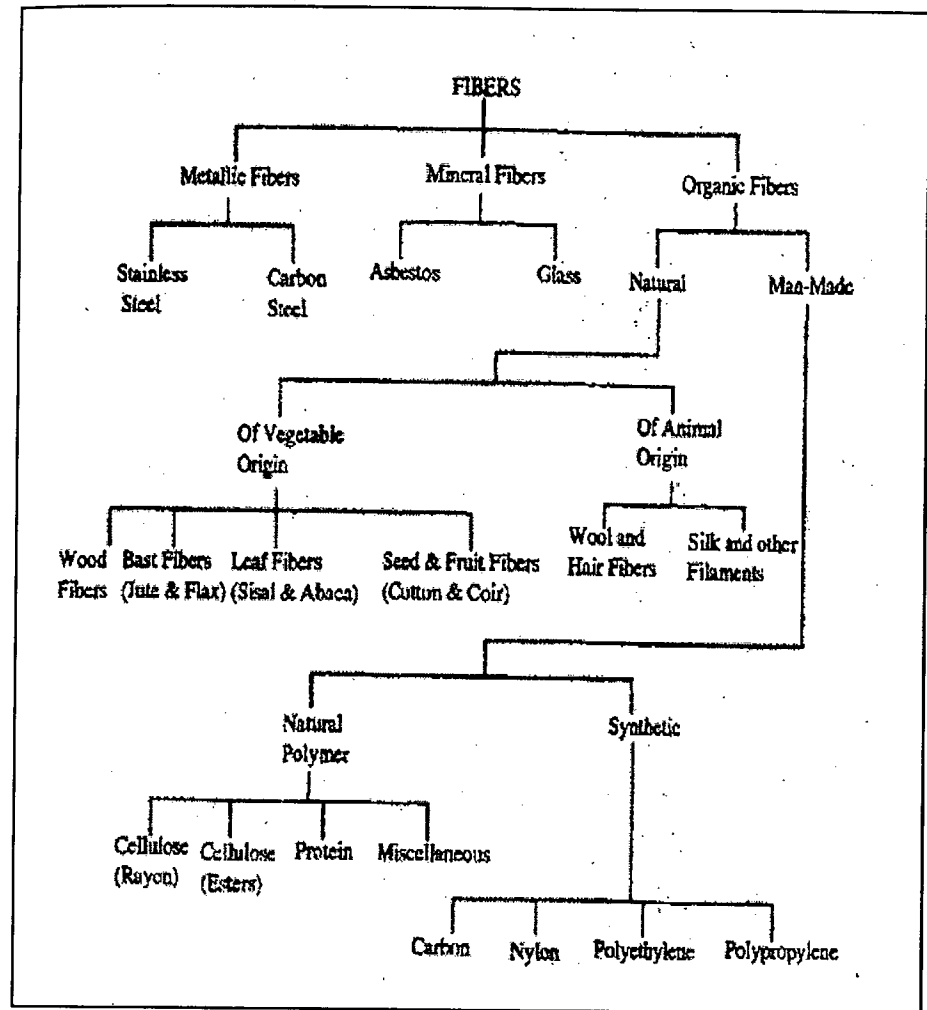 FIBERS
Metallic Fibers
Mineral Fibers
Organic Fibers
Stainless
Steel
Carbon
Steel
Asbestos
Glass
Natural
Man-Made
Of Vegetable
Origin
Of Animal
Origin
Wood
Fibers
Bast Fibers
(Jute & Flax)
Leaf Fibers
(Sisal & Abaca)
Seed & Fruit Fibers
(Cotton & Coir)
Wool and
Hair Fibers
Silk and other
Filaments
Natural
Polymer
Synthetic
Cellulose
(Rayon)
Cellulose
(Esters)
Protein
Miscellaneous
Carbon
Nylon
Polyethylene
Polypropylene